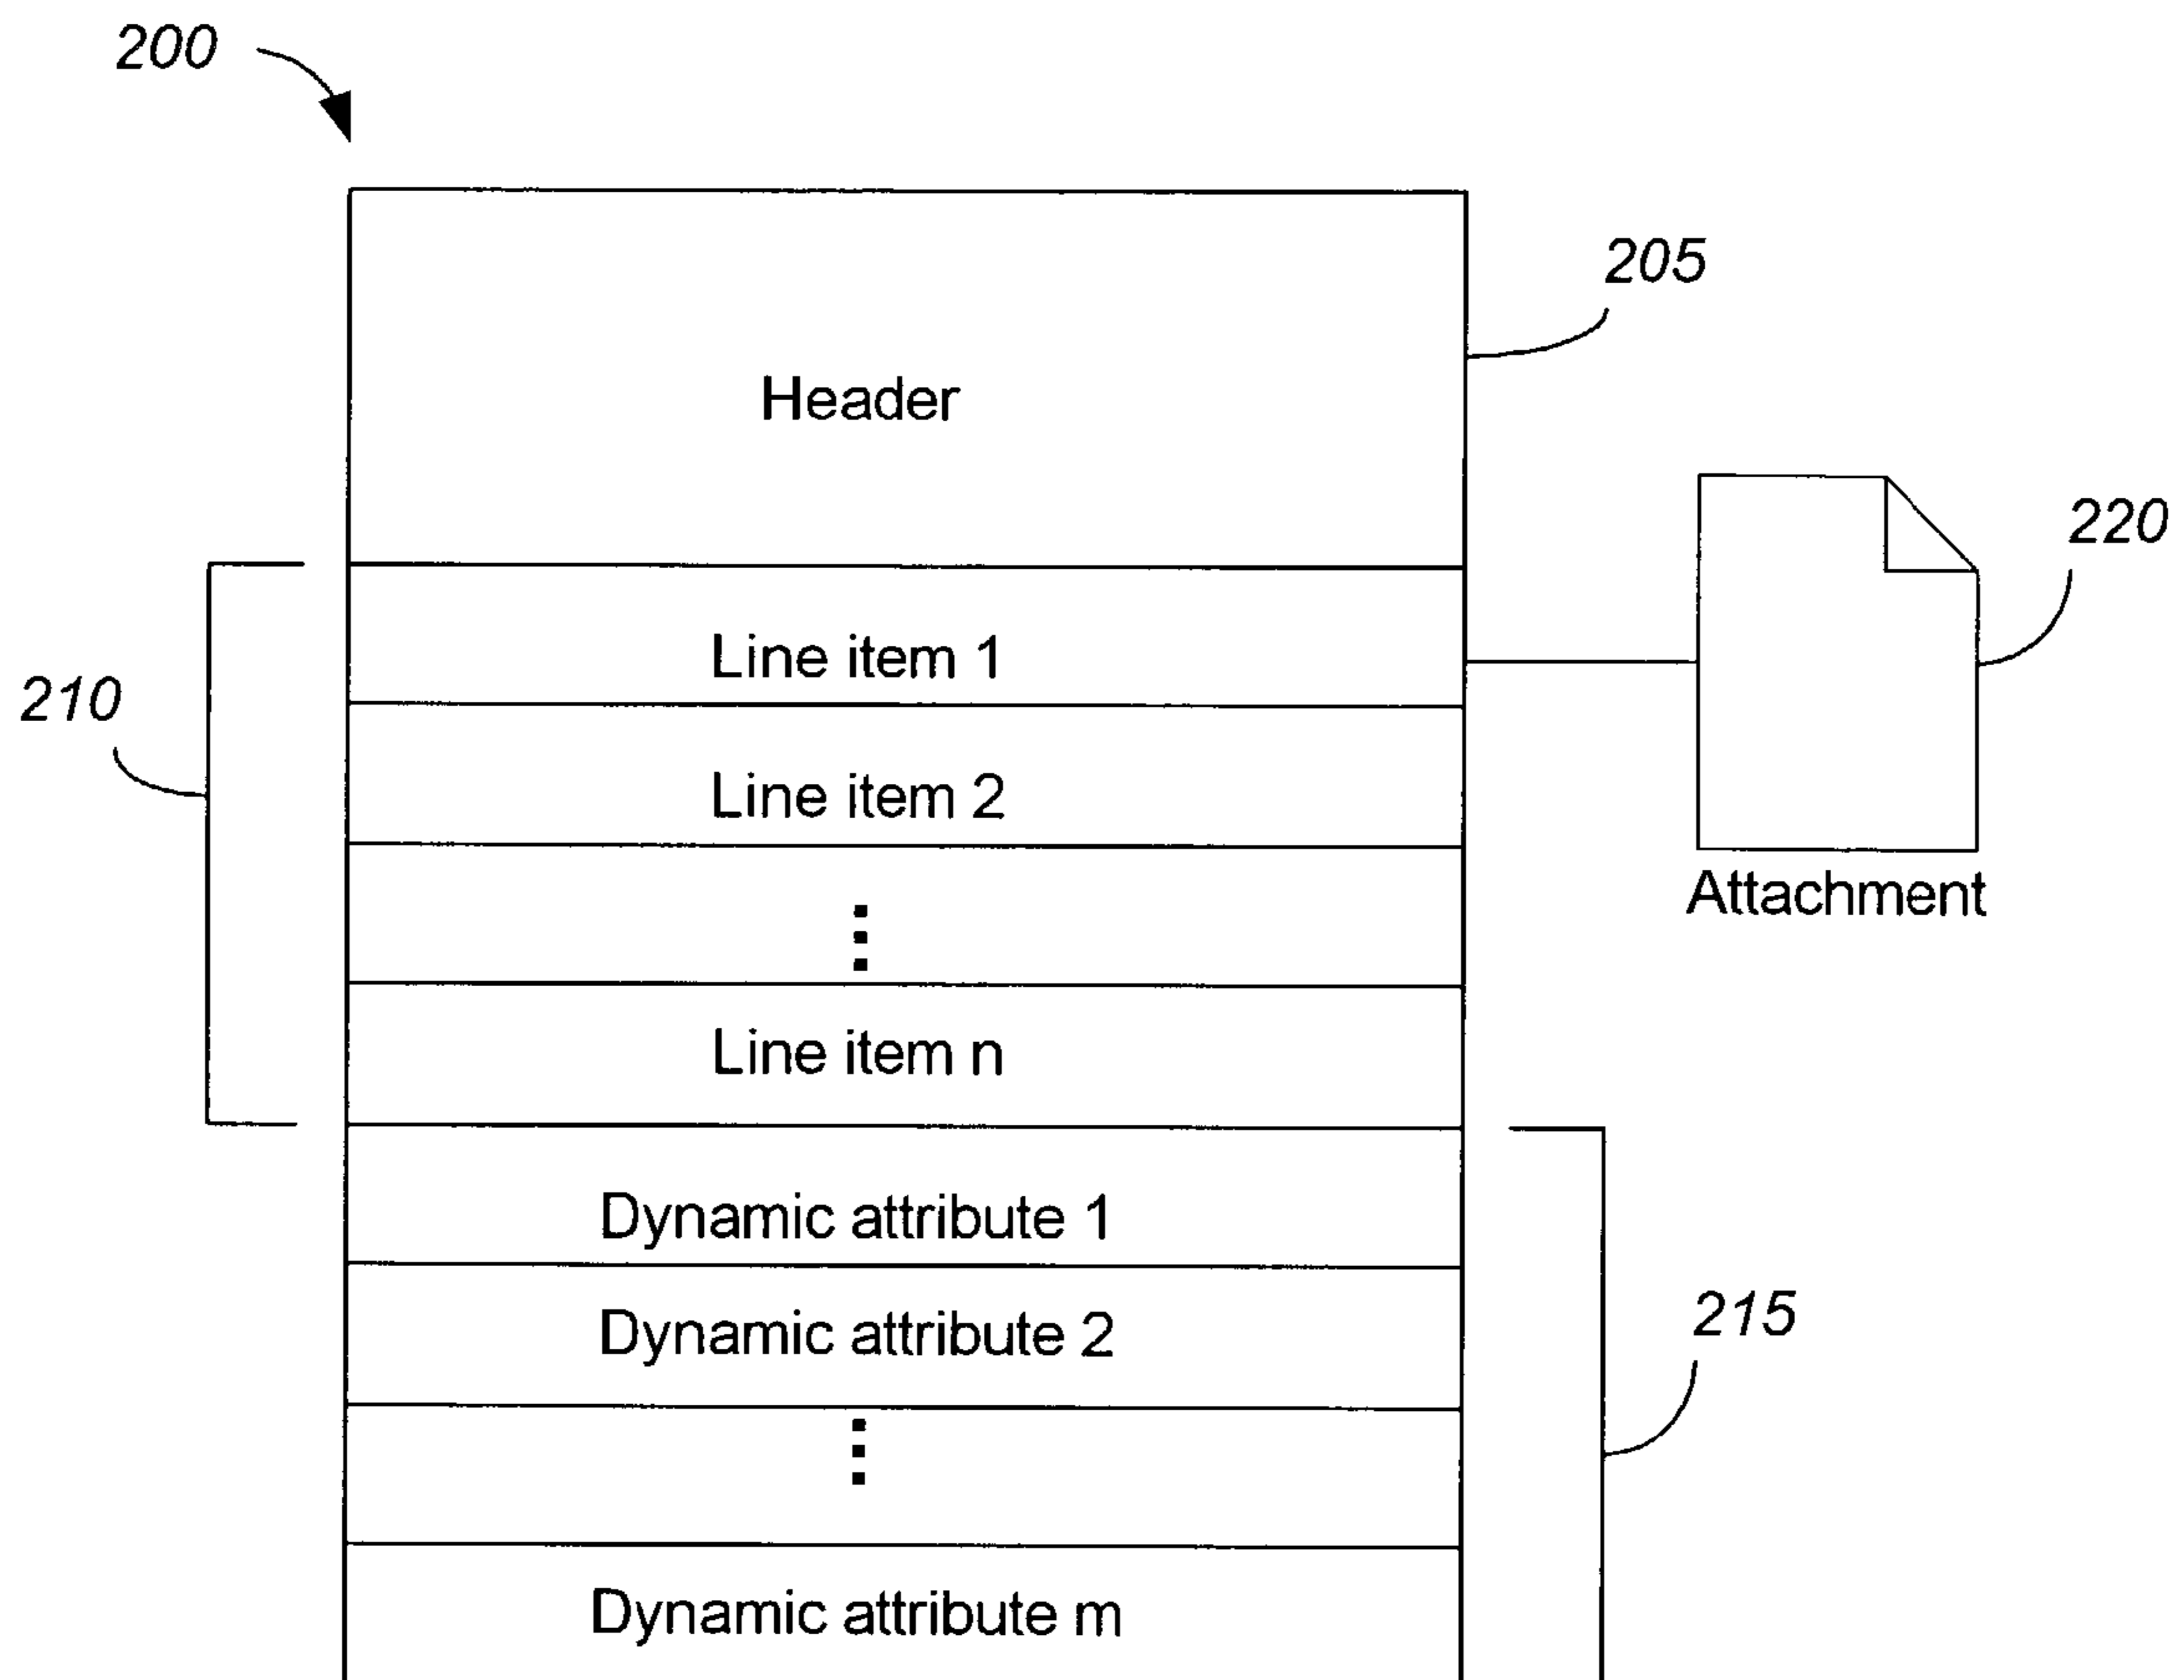 200
205
Header
220
Line item 1
210
Line item 2
Attachment
⋮
Line item n
Dynamic attribute 1
215
Dynamic attribute 2
⋮
Dynamic attribute m